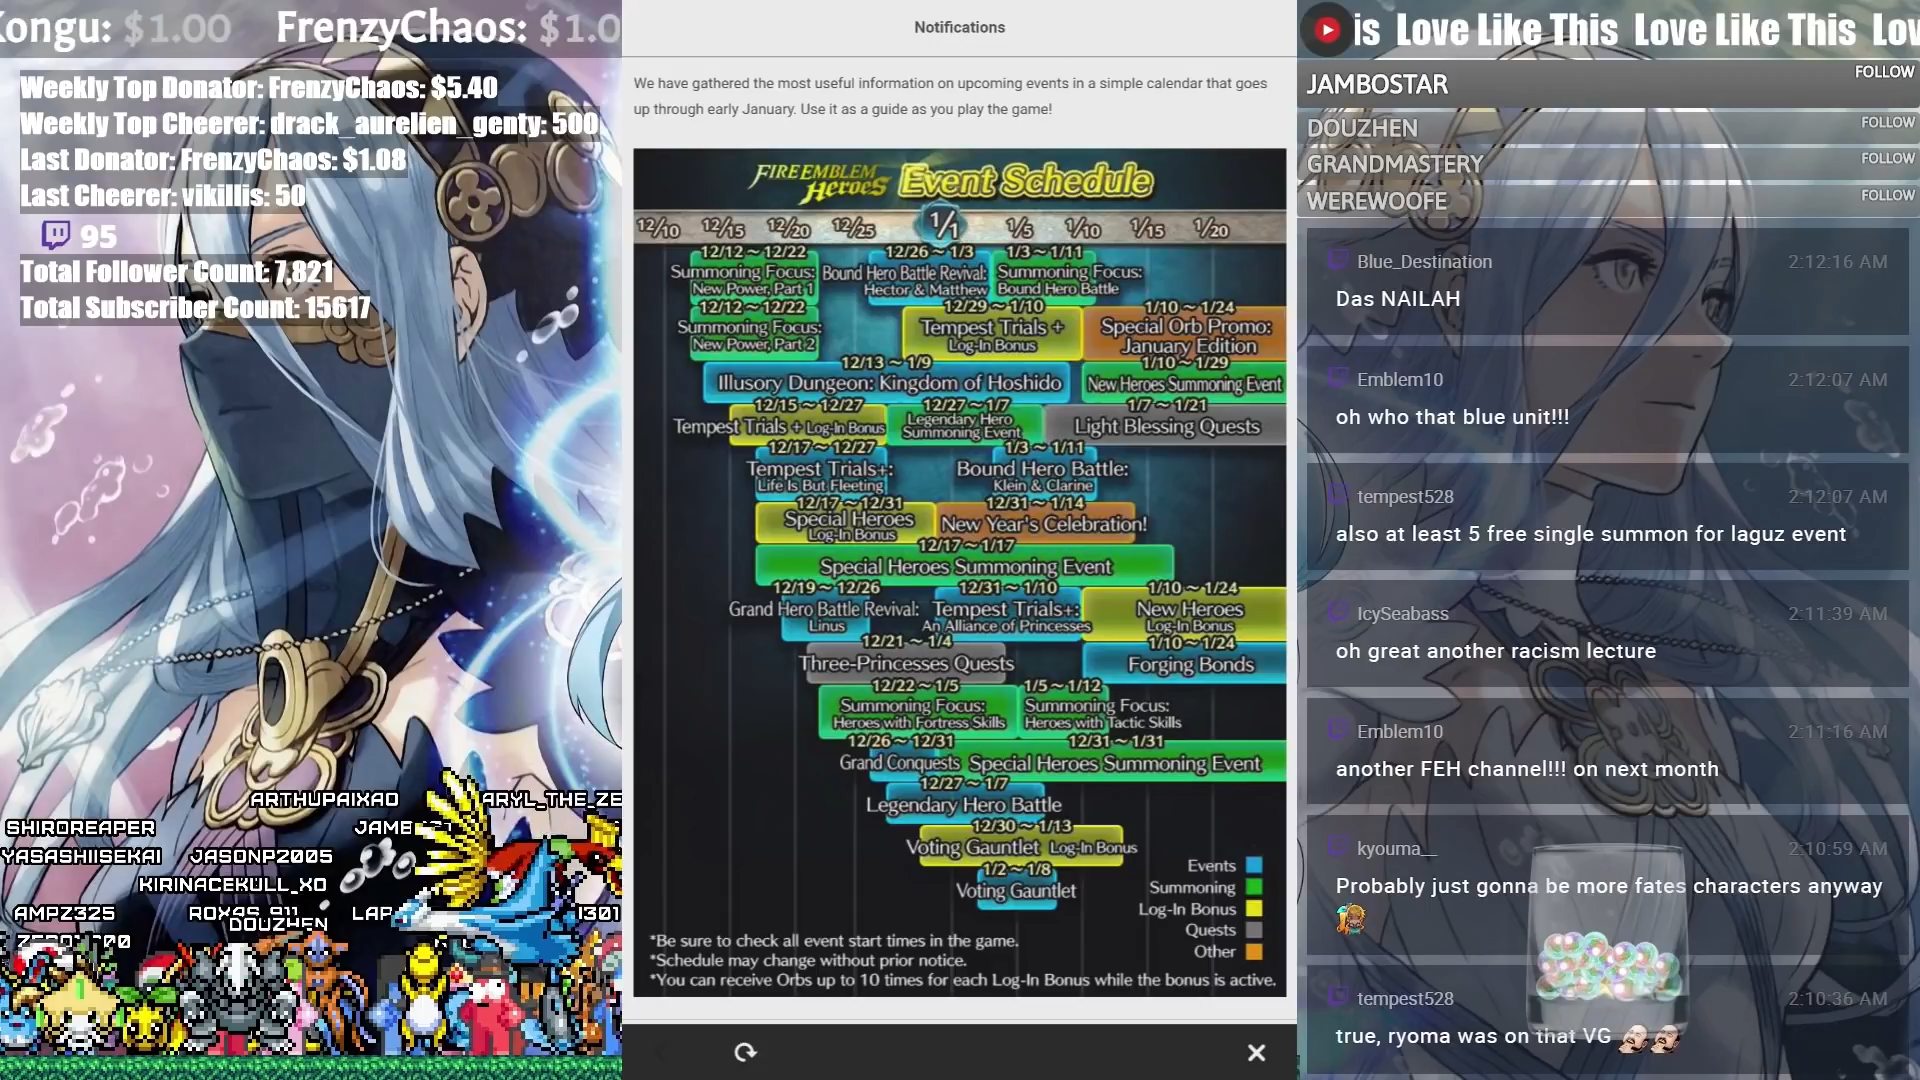 Kongu: $1.00 FrenzyChaos: $1.0
Weekly Top Donator: FrenzyChaos: $5.40
Weekly Top Cheerer: drack_aurelien_genty: 500
Last Donator: FrenzyChaos: $1.08
Last Cheerer: vikillis: 50
95
Total Follower Count: 7,821
Total Subscriber Count: 15617
ARTHUPAIXAO
SHIROREAPER
YASASHIISEKAI JASONP2005
KIRINACEKULL_XO
AMPZ325
DOUZHEN
Notifications
We have gathered the most useful information on upcoming events in a simple calendar that goes
up through early January. Use it as a guide as you play the game!
FIRE EMBLEM
Heroes
Event Schedule
12/10 12/15 12/20 12/25 1/1 1/5 1/10 1/15 1/20
12/12 ~ 12/22
Summoning Focus:
New Power, Part 1
12/26 ~ 1/3
Bound Hero Battle Revival:
Hector & Matthew
1/3 ~ 1/11
Summoning Focus:
Bound Hero Battle
12/12 ~ 12/22
Summoning Focus:
New Power, Part 2
12/29 ~ 1/10
Tempest Trials +
Log-In Bonus
1/10 ~ 1/24
Special Orb Promo:
January Edition
12/13 ~ 1/9
Illusory Dungeon: Kingdom of Hoshido
1/10 ~ 1/29
New Heroes Summoning Event
12/15 ~ 12/27
Tempest Trials + Log-In Bonus
12/27 ~ 1/7
Legendary Hero
Summoning Event
1/7 ~ 1/21
Light Blessing Quests
12/17 ~ 12/27
Tempest Trials+:
Life Is But Fleeting
1/3 ~ 1/11
Bound Hero Battle:
Klein & Clarine
12/17 ~ 12/31
Special Heroes
Log-In Bonus
12/31 ~ 1/14
New Year's Celebration!
12/17 ~ 1/17
Special Heroes Summoning Event
12/19 ~ 12/26
Grand Hero Battle Revival:
Linus
12/31 ~ 1/10
Tempest Trials+:
An Alliance of Princesses
1/10 ~ 1/24
New Heroes
Log-In Bonus
12/21 ~ 1/4
Three-Princesses Quests
1/10 ~ 1/24
Forging Bonds
12/22 ~ 1/5
Summoning Focus:
Heroes with Fortress Skills
1/5 ~ 1/12
Summoning Focus:
Heroes with Tactic Skills
12/26 ~ 12/31
Grand Conquests
12/31 ~ 1/31
Special Heroes Summoning Event
12/27 ~ 1/7
Legendary Hero Battle
12/30 ~ 1/13
Voting Gauntlet Log-In Bonus
1/2 ~ 1/8
Voting Gauntlet
Events
Summoning
Log-In Bonus
Quests
Other
*Be sure to check all event start times in the game.
*Schedule may change without prior notice.
*You can receive Orbs up to 10 times for each Log-In Bonus while the bonus is active.
is Love Like This Love Like This Lov
JAMBOSTAR FOLLOW
DOUZHEN FOLLOW
GRANDMASTERY FOLLOW
WEREWOOFE FOLLOW
Blue_Destination 2:12:16 AM
Das NAILAH
Emblem10 2:12:07 AM
oh who that blue unit!!!
tempest528 2:12:07 AM
also at least 5 free single summon for laguz event
IcySeabass 2:11:39 AM
oh great another racism lecture
Emblem10 2:11:16 AM
another FEH channel!!! on next month
kyouma__ 2:10:59 AM
Probably just gonna be more fates characters anyway
tempest528 2:10:36 AM
true, ryoma was on that VG